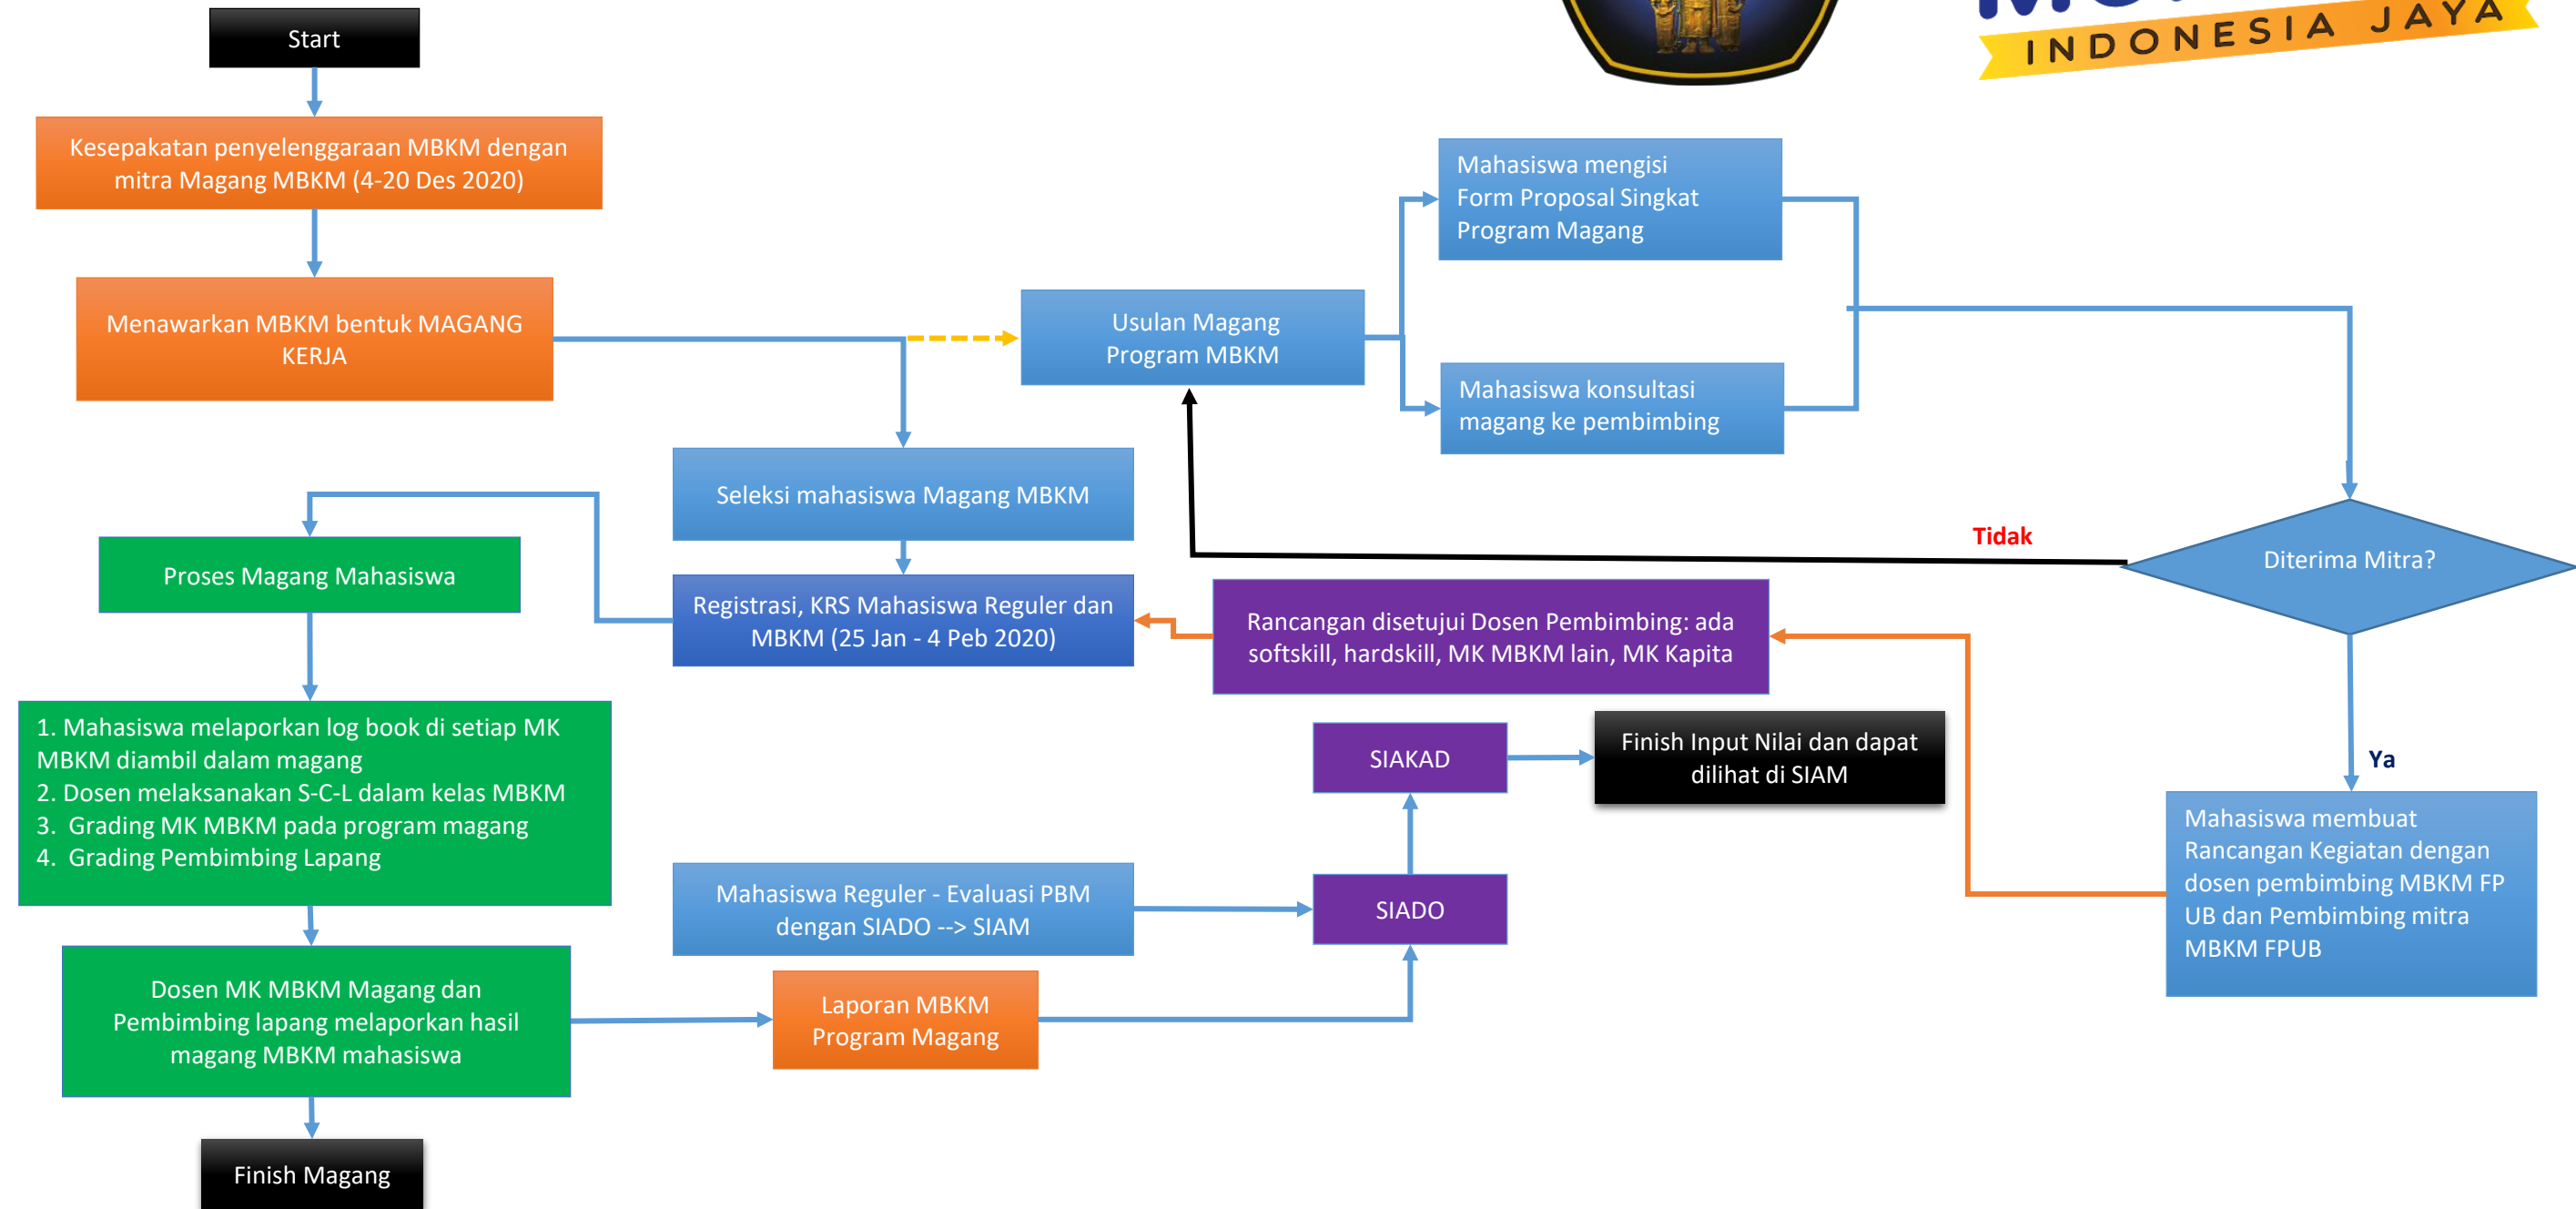 INDONESIA JAYA
Start
Kesepakatan penyelenggaraan MBKM dengan
mitra Magang MBKM (4-20 Des 2020)
Menawarkan MBKM bentuk MAGANG
KERJA
Usulan Magang
Program MBKM
Mahasiswa mengisi
Form Proposal Singkat
Program Magang
Mahasiswa konsultasi
magang ke pembimbing
Seleksi mahasiswa Magang MBKM
Tidak
Diterima Mitra?
Proses Magang Mahasiswa
Registrasi, KRS Mahasiswa Reguler dan
MBKM (25 Jan - 4 Peb 2020)
Rancangan disetujui Dosen Pembimbing: ada
softskill, hardskill, MK MBKM lain, MK Kapita
1. Mahasiswa melaporkan log book di setiap MK
MBKM diambil dalam magang
2. Dosen melaksanakan S-C-L dalam kelas MBKM
3.  Grading MK MBKM pada program magang
4.  Grading Pembimbing Lapang
SIAKAD
Finish Input Nilai dan dapat
dilihat di SIAM
Ya
Mahasiswa membuat
Rancangan Kegiatan dengan
dosen pembimbing MBKM FP
UB dan Pembimbing mitra
MBKM FPUB
Mahasiswa Reguler - Evaluasi PBM
dengan SIADO --> SIAM
SIADO
Dosen MK MBKM Magang dan
Pembimbing lapang melaporkan hasil
magang MBKM mahasiswa
Laporan MBKM
Program Magang
Finish Magang